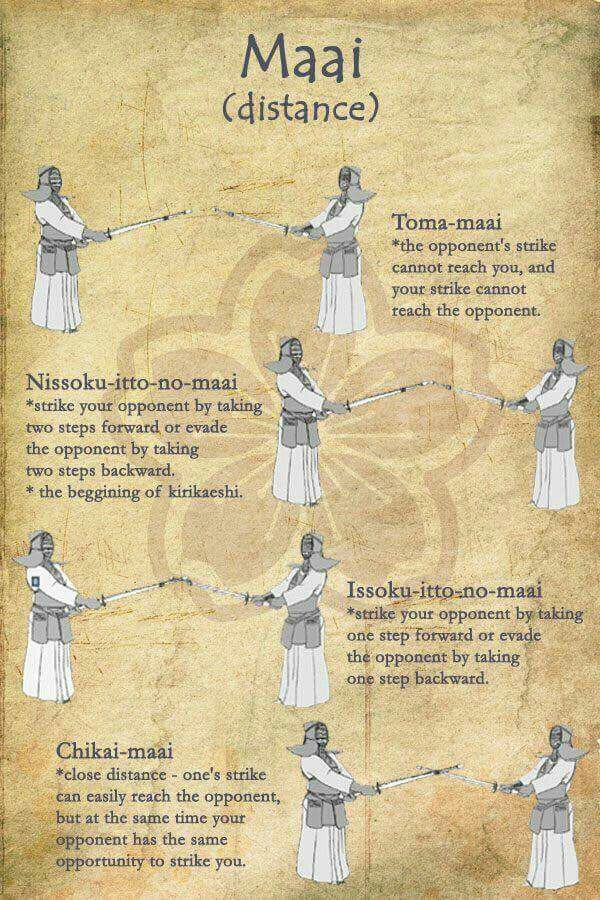 Maai
(distance)
Toma-maai
*the opponent's strike
cannot reach you, and
your strike cannot
reach the opponent.
Nissoku-itto-no-maai
*strike your opponent by taking
two steps forward or evade
the opponent by taking
two steps backward.
* the beggining of kirikaeshi.
Issoku-itto-no-maai
*strike your opponent by taking
one step forward or evade
the opponent by taking
one step backward.
Chikai-maai
*close distance - one's strike
can easily reach the opponent,
but at the same time your
opponent has the same
opportunity to strike you.